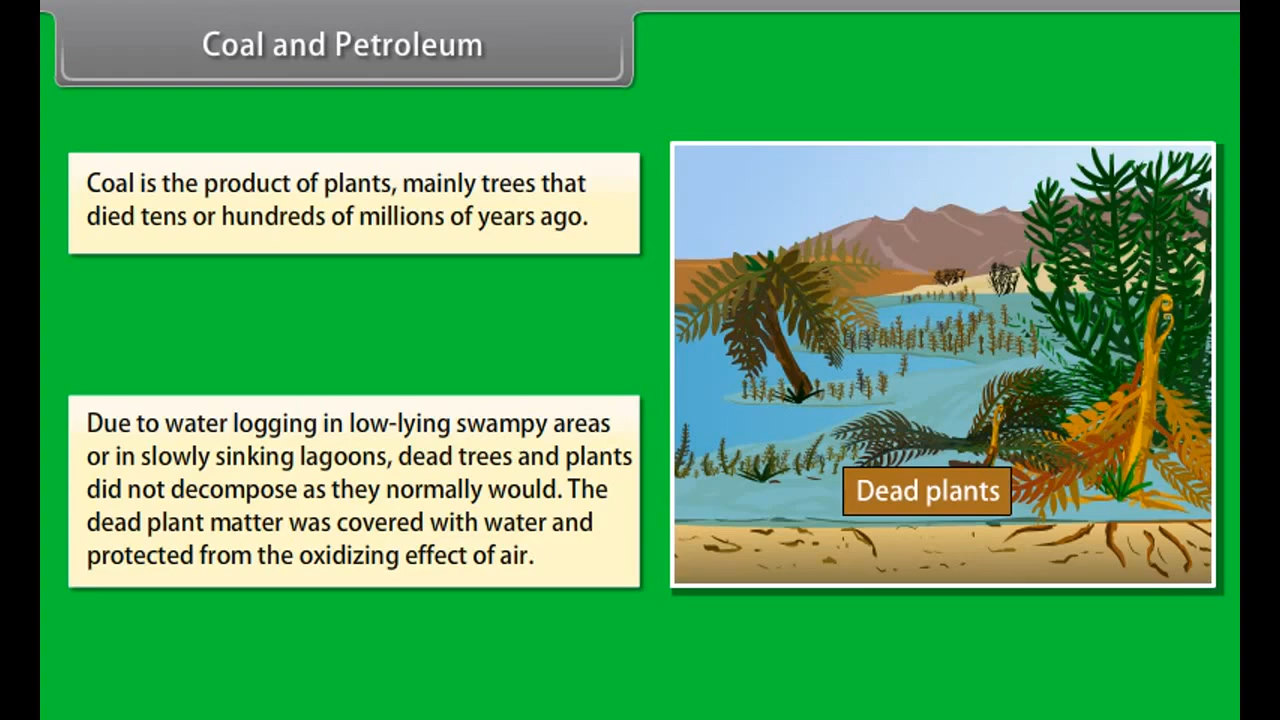 Coal and Petroleum
Coal is the product of plants, mainly trees that
died tens or hundreds of millions of years ago.
Due to water logging in low-lying swampy areas
or in slowly sinking lagoons, dead trees and plants
did not decompose as they normally would. The
dead plant matter was covered with water and
protected from the oxidizing effect of air.
Dead plants